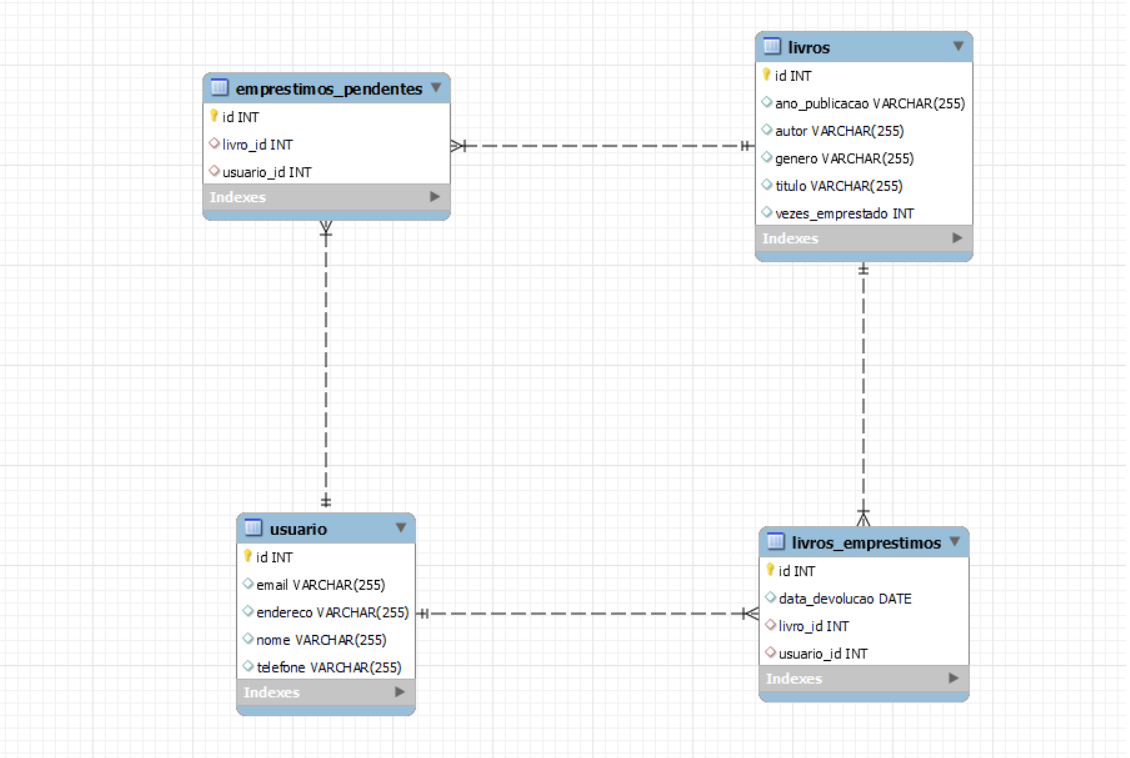 emprestimos_pendentes
id INT
livro_id INT
usuario_id INT
Indexes
livros
id INT
ano_publicacao VARCHAR(255)
autor VARCHAR(255)
genero VARCHAR(255)
titulo VARCHAR(255)
vezes_emprestado INT
Indexes
usuario
id INT
email VARCHAR(255)
endereco VARCHAR(255)
nome VARCHAR(255)
telefone VARCHAR(255)
Indexes
livros_emprestimos
id INT
data_devolucao DATE
livro_id INT
usuario_id INT
Indexes